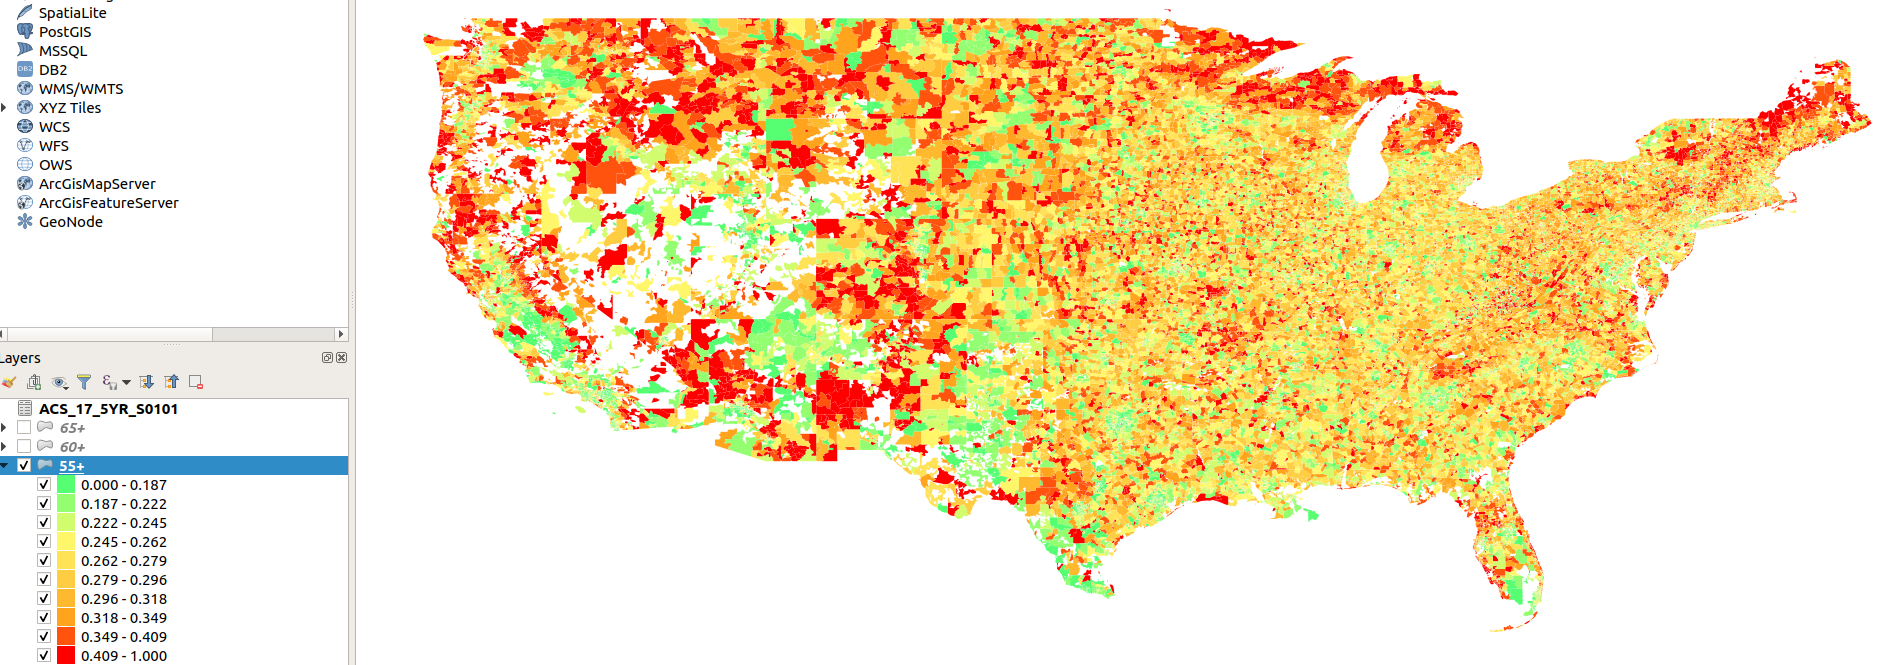 SpatiaLite
PostGIS
MSSQL
DB2
WMS/WMTS
XYZ Tiles
WCS
WFS
OWS
ArcGisMapServer
ArcGisFeatureServer
GeoNode
Layers
ACS_17_5YR_S0101
65+
60+
55+
0.000 - 0.187
0.187 - 0.222
0.222 - 0.245
0.245 - 0.262
0.262 - 0.279
0.279 - 0.296
0.296 - 0.318
0.318 - 0.349
0.349 - 0.409
0.409 - 1.000